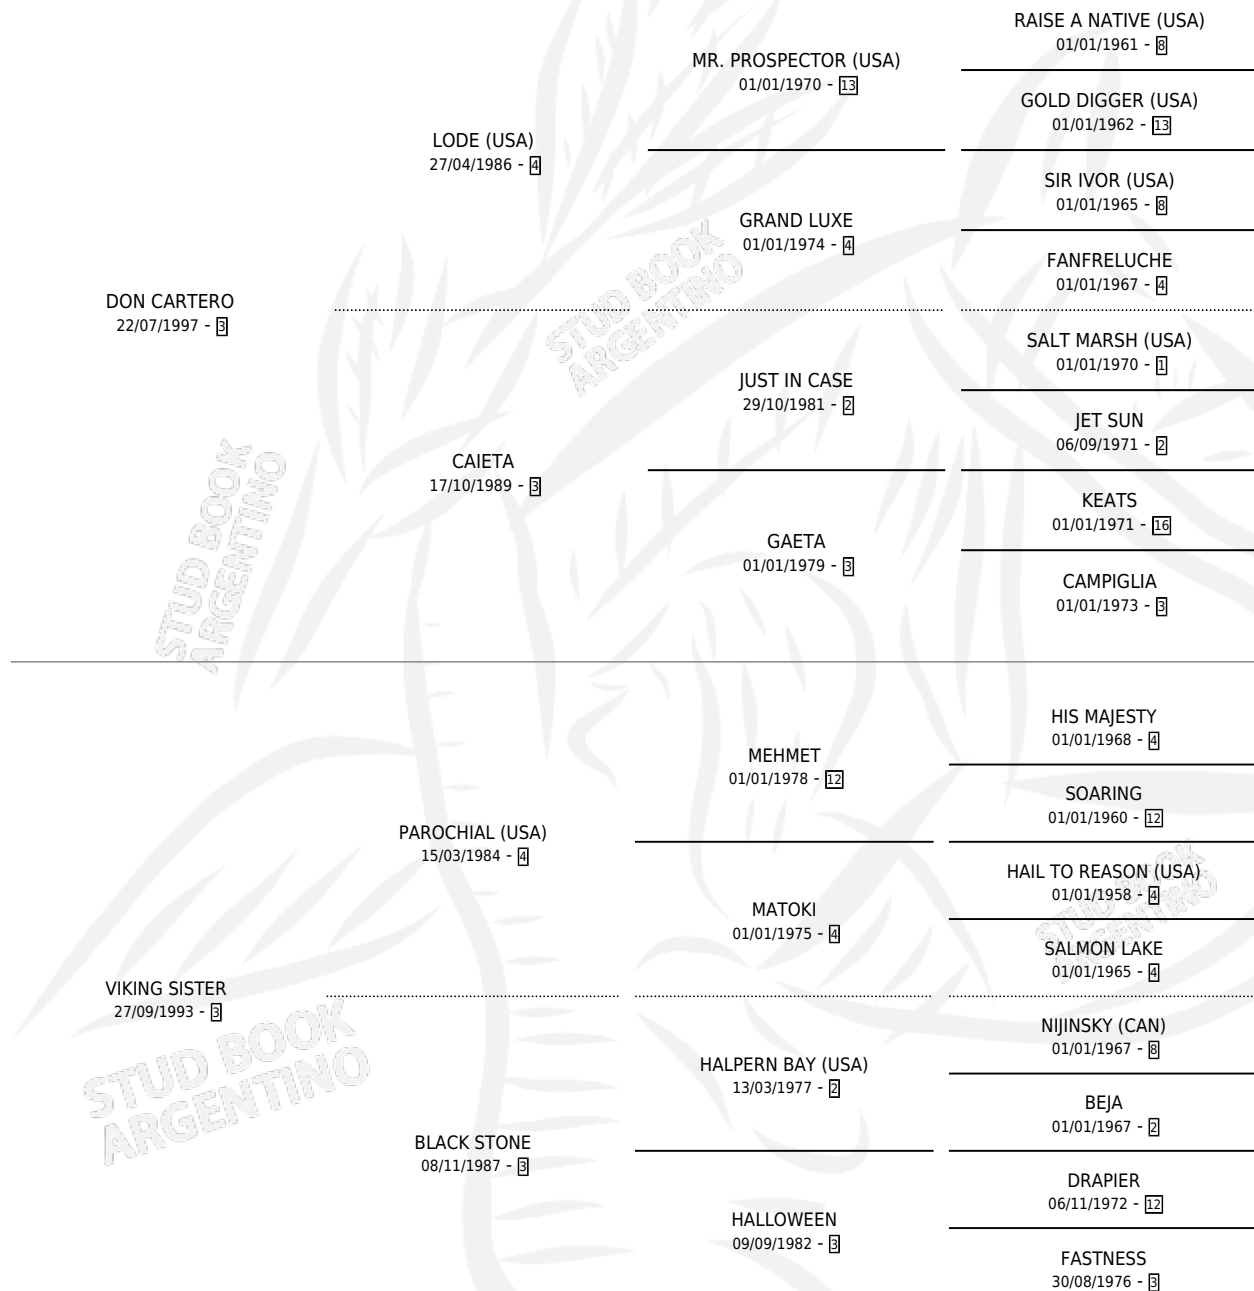 RAISE A NATIVE (USA)
01/01/1961 - 8
MR. PROSPECTOR (USA)
01/01/1970 - 13
GOLD DIGGER (USA)
01/01/1962 - 13
LODE (USA)
27/04/1986 - 4
SIR IVOR (USA)
01/01/1965 - 8
GRAND LUXE
01/01/1974 - 4
FANFRELUCHE
01/01/1967 - 4
DON CARTERO
22/07/1997 - 3
SALT MARSH (USA)
01/01/1970 - 1
JUST IN CASE
29/10/1981 - 2
JET SUN
06/09/1971 - 2
CAIETA
17/10/1989 - 3
KEATS
01/01/1971 - 16
GAETA
01/01/1979 - 3
CAMPIGLIA
01/01/1973 - 3
HIS MAJESTY
01/01/1968 - 4
MEHMET
01/01/1978 - 12
SOARING
01/01/1960 - 12
PAROCHIAL (USA)
15/03/1984 - 4
HAIL TO REASON (USA)
01/01/1958 - 4
MATOKI
01/01/1975 - 4
SALMON LAKE
01/01/1965 - 4
VIKING SISTER
27/09/1993 - 3
NIJINSKY (CAN)
01/01/1967 - 8
HALPERN BAY (USA)
13/03/1977 - 2
BEJA
01/01/1967 - 2
BLACK STONE
08/11/1987 - 3
DRAPIER
06/11/1972 - 12
HALLOWEEN
09/09/1982 - 3
FASTNESS
30/08/1976 - 3
STUD BOOK
ARGENTINO
STUD BOOK
ARGENTINO
STUD BOOK
ARGENTINO
STUD BOOK
ARGENTINO